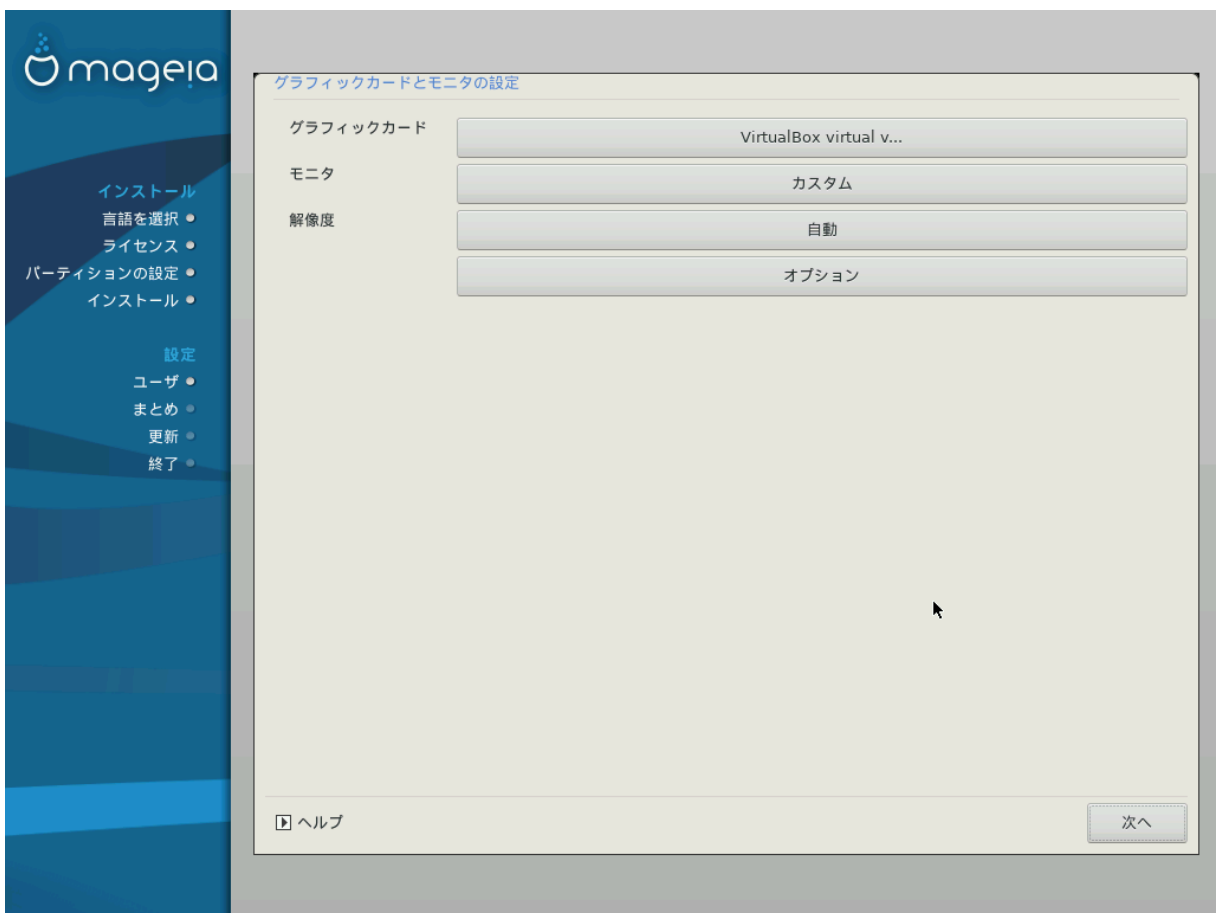 mageia
インストール
言語を選択
ライセンス
パーティションの設定
インストール
設定
ユーザ
まとめ
更新
終了
グラフィックカードとモニタの設定
グラフィックカード
VirtualBox virtual v...
モニタ
カスタム
解像度
自動
オプション
ヘルプ
次へ